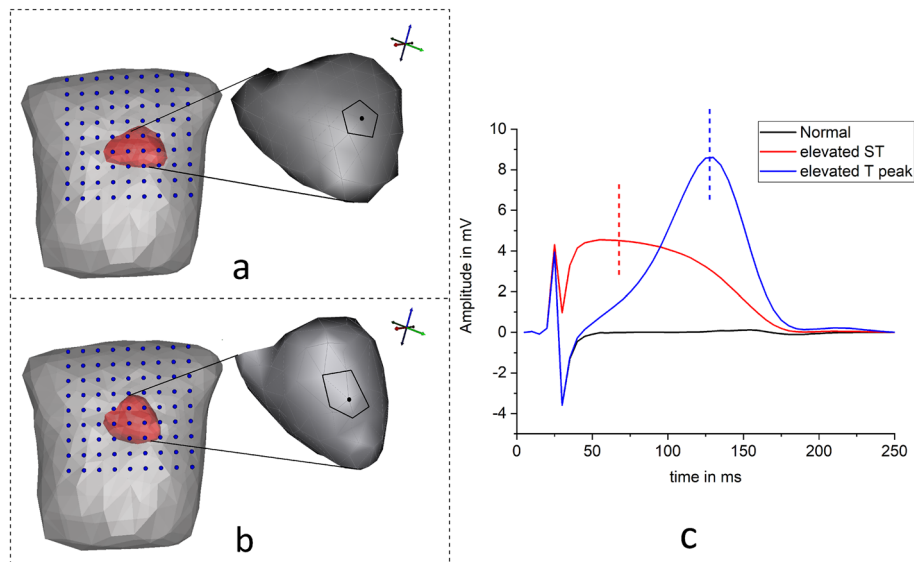 a
b
Normal
elevated ST
elevated T peak
Amplitude in mV
10
8
6
4
2
0
-2
-4
0 50 100 150 200 250
time in ms
c